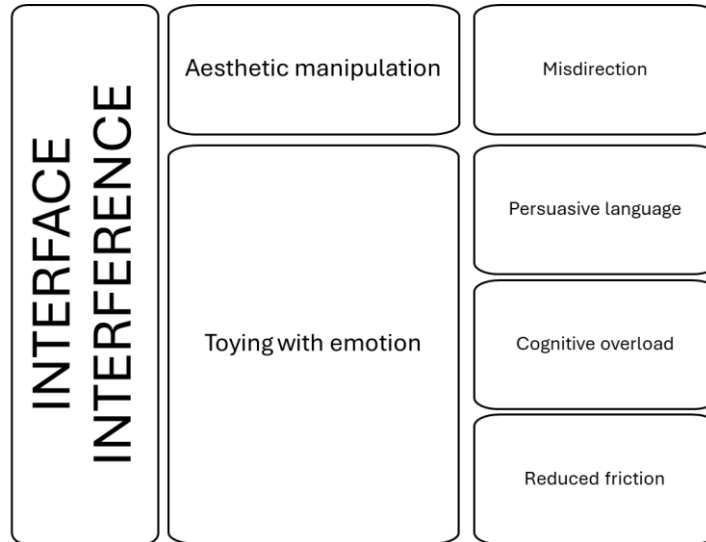 INTERFACE
INTERFERENCE
Aesthetic manipulation
Misdirection
Toying with emotion
Persuasive language
Cognitive overload
Reduced friction